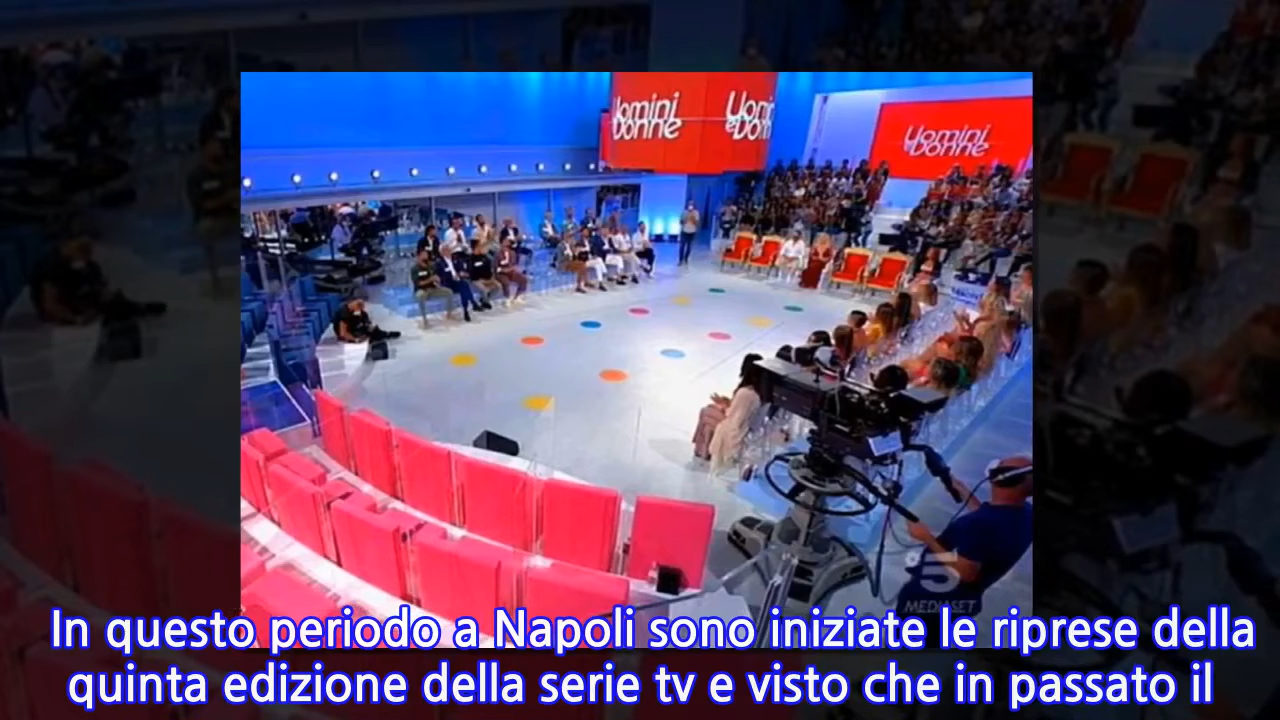 Uomini
e Donne
Uomini
e Donne
Uomini
e Donne
5
MEDIASET
In questo periodo a Napoli sono iniziate le riprese della
quinta edizione della serie tv e visto che in passato il